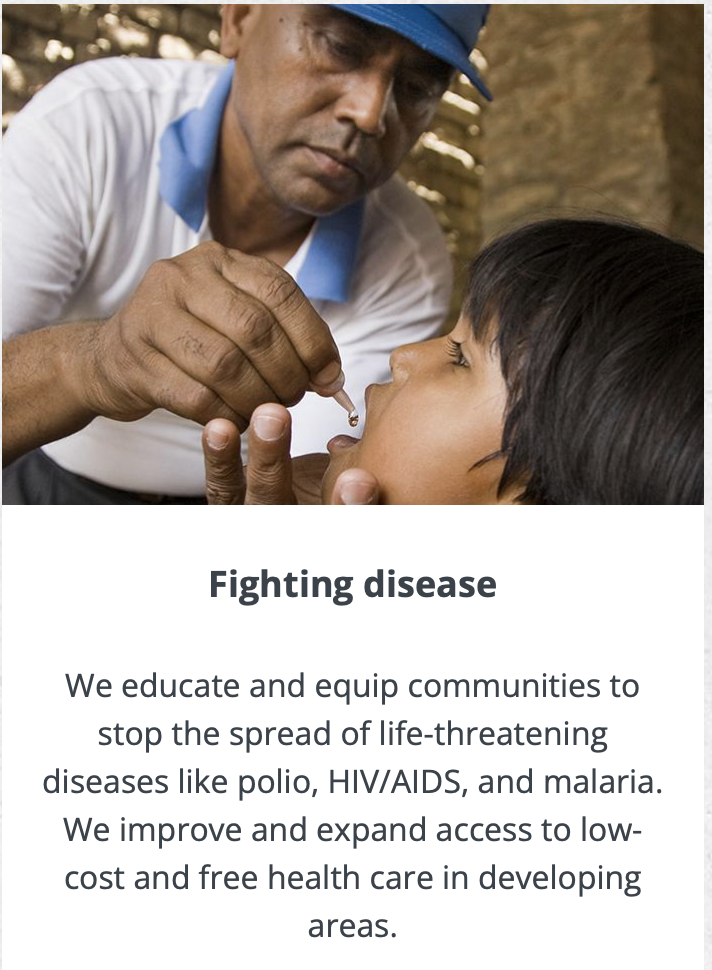 Fighting disease
We educate and equip communities to
stop the spread of life-threatening
diseases like polio, HIV/AIDS, and malaria.
We improve and expand access to low-
cost and free health care in developing
areas.